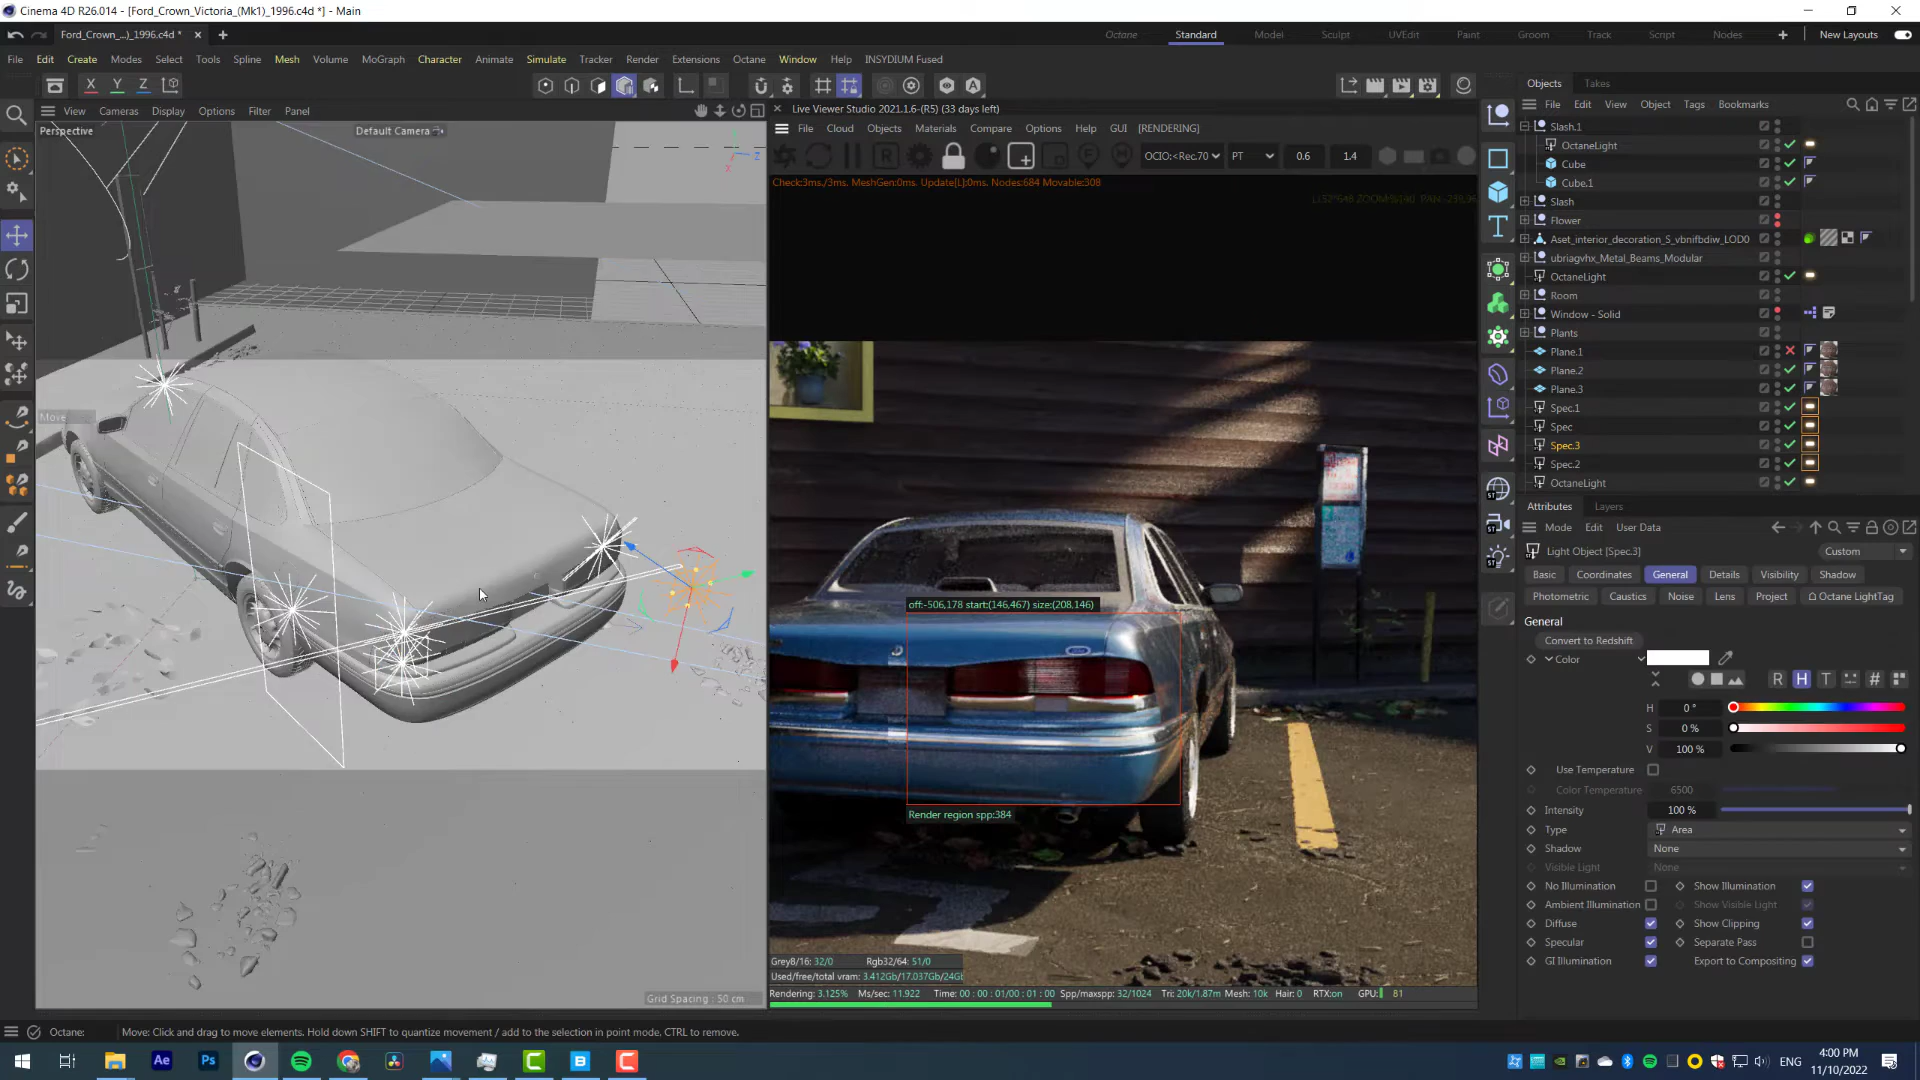 Cinema 4D R26.014 - [Ford_Crown_Victoria_(Mk1)_1996.c4d *] - Main
Ford_Crown_...)_1996.c4d *
Octane Standard Model Sculpt UVEdit Paint Groom Track Script Nodes New Layouts
File Edit Create Modes Select Tools Spline Mesh Volume MoGraph Character Animate Simulate Tracker Render Extensions Octane Window Help INSYDIUM Fused
X Y Z
Objects Takes
View Cameras Display Options Filter Panel
Live Viewer Studio 2021.1.6-(R5) (33 days left)
File Edit View Object Tags Bookmarks
Perspective
Default Camera
File Cloud Objects Materials Compare Options Help GUI [RENDERING]
OCIO:<Rec.70 PT 0.6 1.4
Check:3ms./3ms. MeshGen:0ms. Update[L]:0ms. Nodes:684 Movable:308
Slash.1
OctaneLight
Cube
Cube.1
Slash
Flower
Aset_interior_decoration_S_vbnifbdiw_LOD0
ubriagvhx_Metal_Beams_Modular
OctaneLight
Room
Window - Solid
Plants
Plane.1
Plane.2
Plane.3
Spec.1
Spec
Spec.3
Spec.2
OctaneLight
Move
off:-506,178 start:(146,467) size:(208,146)
Render region spp:384
Attributes Layers
Mode Edit User Data
Light Object [Spec.3] Custom
Basic Coordinates General Details Visibility Shadow
Photometric Caustics Noise Lens Project Octane LightTag
General
Convert to Redshift
Color
R H T #
H 0 °
S 0 %
V 100 %
Use Temperature
Color Temperature 6500
Intensity 100 %
Type Area
Shadow None
Visible Light None
No Illumination Show Illumination
Ambient Illumination Show Visible Light
Diffuse Show Clipping
Specular Separate Pass
GI Illumination Export to Compositing
Grey8/16: 32/0 Rgb32/64: 51/0
Used/free/total vram: 3.412Gb/17.037Gb/24Gb
Rendering: 3.125% Ms/sec: 11.922 Time: 00 : 00 : 01/00 : 01 : 00 Spp/maxspp: 32/1024 Tri: 20k/1.87m Mesh: 10k Hair: 0 RTX:on GPU: 81
Grid Spacing : 50 cm
Octane: Move: Click and drag to move elements. Hold down SHIFT to quantize movement / add to the selection in point mode, CTRL to remove.
Ae Ps
ENG
4:00 PM
11/10/2022